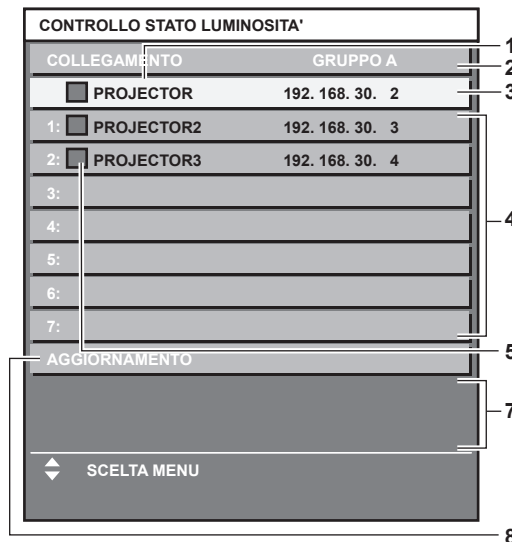 CONTROLLO STATO LUMINOSITA'
COLLEGAMENTO GRUPPO A
PROJECTOR 192. 168. 30. 2
1: PROJECTOR2 192. 168. 30. 3
2: PROJECTOR3 192. 168. 30. 4
3:
4:
5:
6:
7:
AGGIORNAMENTO
SCELTA MENU
1
2
3
4
5
7
8